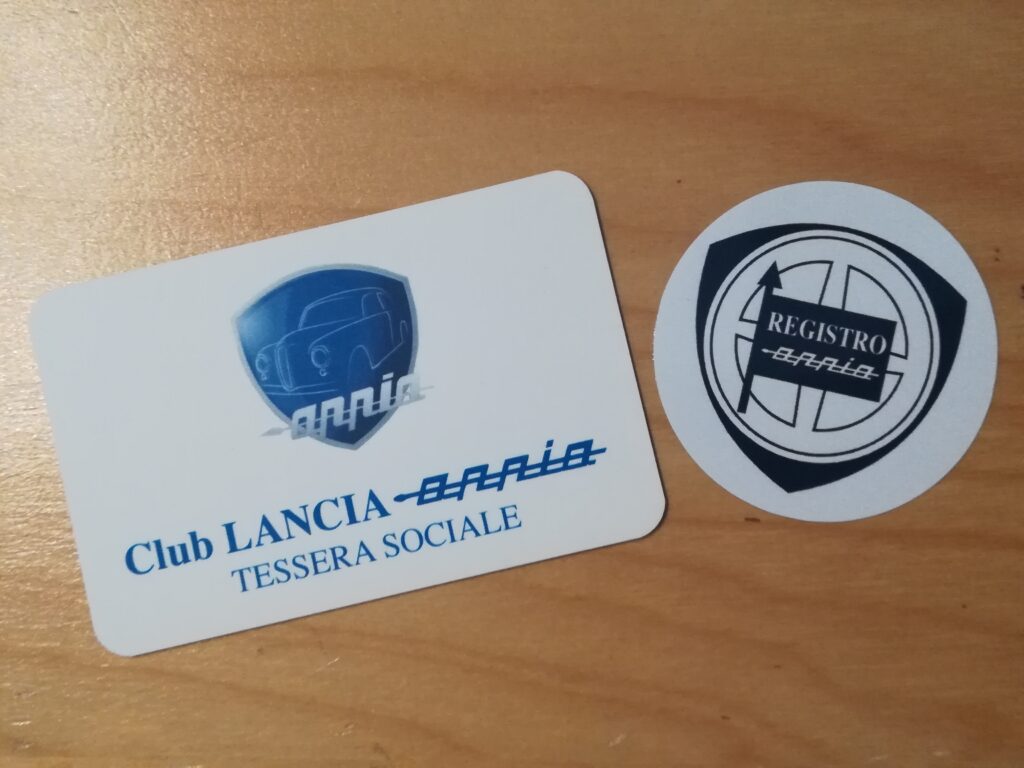 appia
Club LANCIA appia
TESSERA SOCIALE
REGISTRO
appia